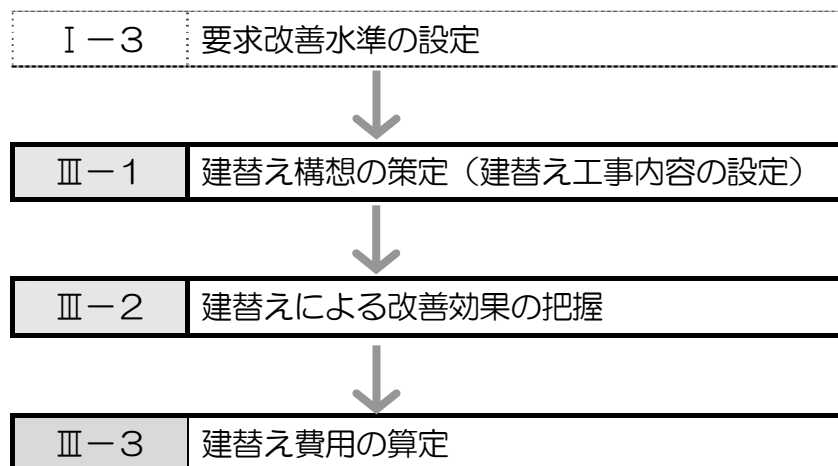 Ⅰ－3 要求改善水準の設定
Ⅲ－1 建替え構想の策定（建替え工事内容の設定）
Ⅲ－2 建替えによる改善効果の把握
Ⅲ－3 建替え費用の算定